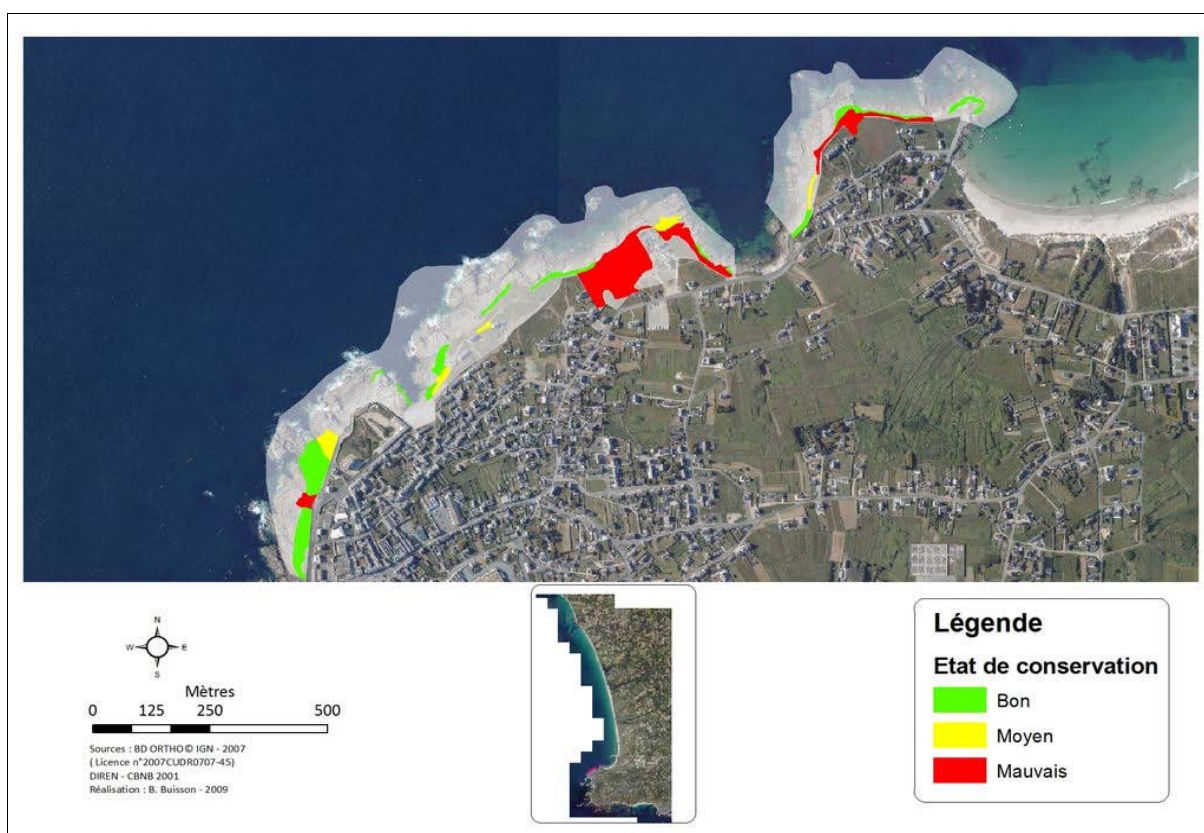 N
W E
S
Mètres
0 125 250 500
Sources : BD ORTHO© IGN - 2007
( Licence n°2007CUDR0707-45)
DIREN - CBNB 2001
Réalisation : B. Buisson - 2009
Légende
Etat de conservation
Bon
Moyen
Mauvais